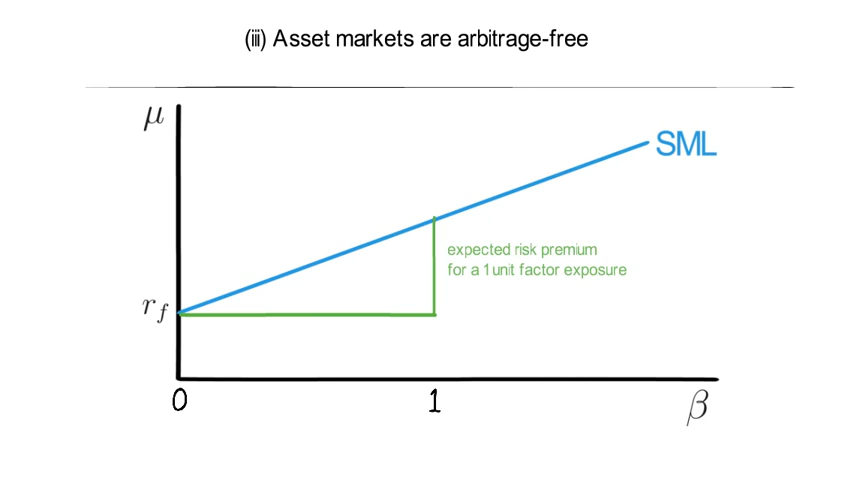 (iii) Asset markets are arbitrage-free
μ
SML
expected risk premium
for a 1 unit factor exposure
r_f
0
1
β